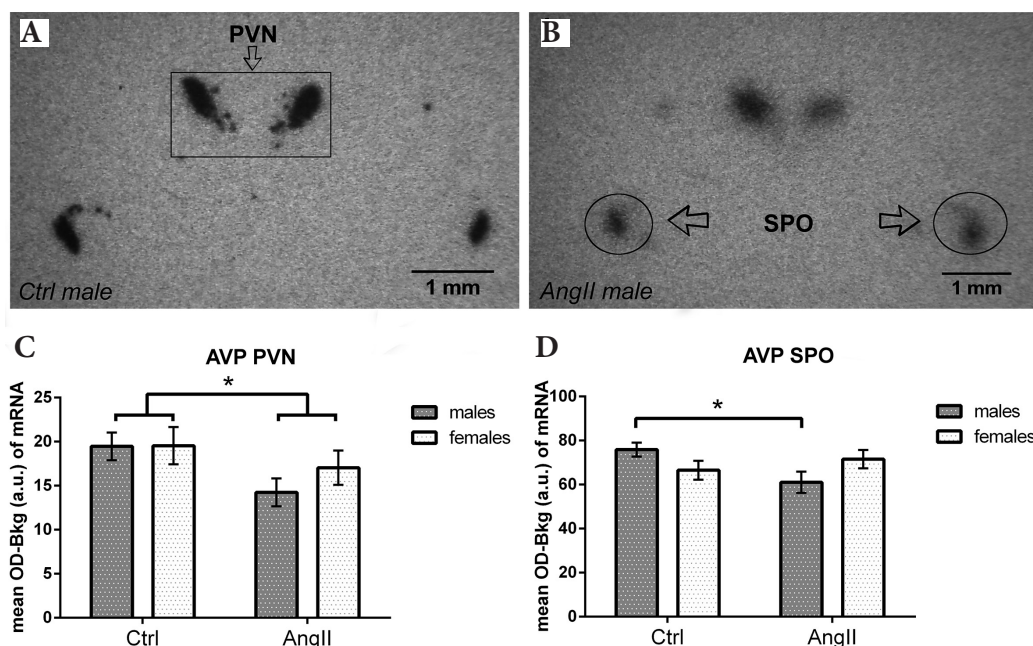 A
PVN
Ctrl male
1 mm
B
SPO
AngII male
1 mm
C
AVP PVN
mean OD-Bkg (a.u.) of mRNA
25
20
15
10
5
0
*
Ctrl
AngII
males
females
D
AVP SPO
mean OD-Bkg (a.u.) of mRNA
100
80
60
40
20
0
*
Ctrl
AngII
males
females